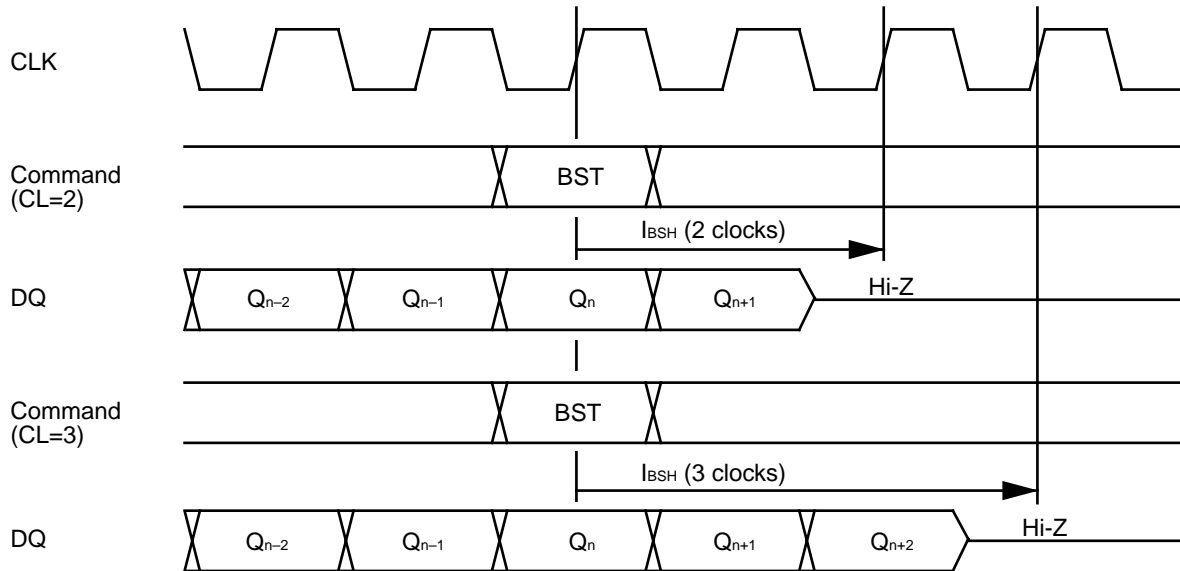 CLK
Command
(CL=2)
BST
IBSH (2 clocks)
DQ
Qn–2
Qn–1
Qn
Qn+1
Hi-Z
Command
(CL=3)
BST
IBSH (3 clocks)
DQ
Qn–2
Qn–1
Qn
Qn+1
Qn+2
Hi-Z